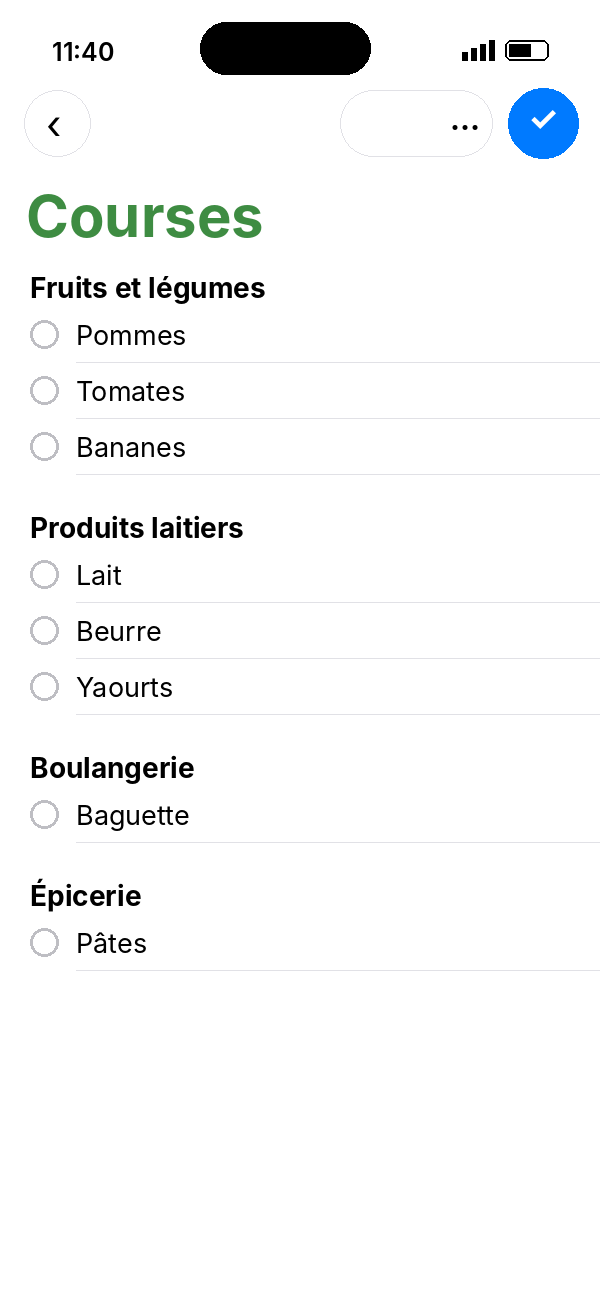 11:40
Courses
Fruits et légumes
Pommes
Tomates
Bananes
Produits laitiers
Lait
Beurre
Yaourts
Boulangerie
Baguette
Épicerie
Pâtes